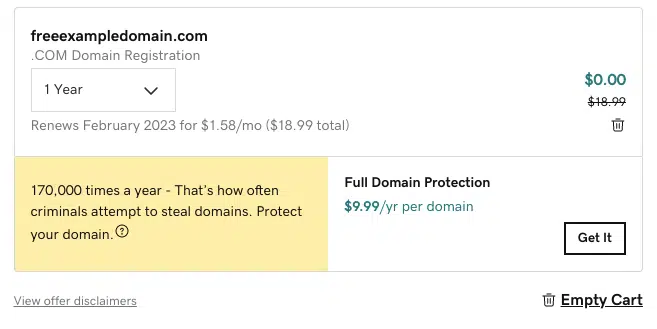 freeexampledomain.com
.COM Domain Registration
1 Year
$0.00
$18.99
Renews February 2023 for $1.58/mo ($18.99 total)
170,000 times a year - That's how often
criminals attempt to steal domains. Protect
your domain.
Full Domain Protection
$9.99/yr per domain
Get It
View offer disclaimers
Empty Cart